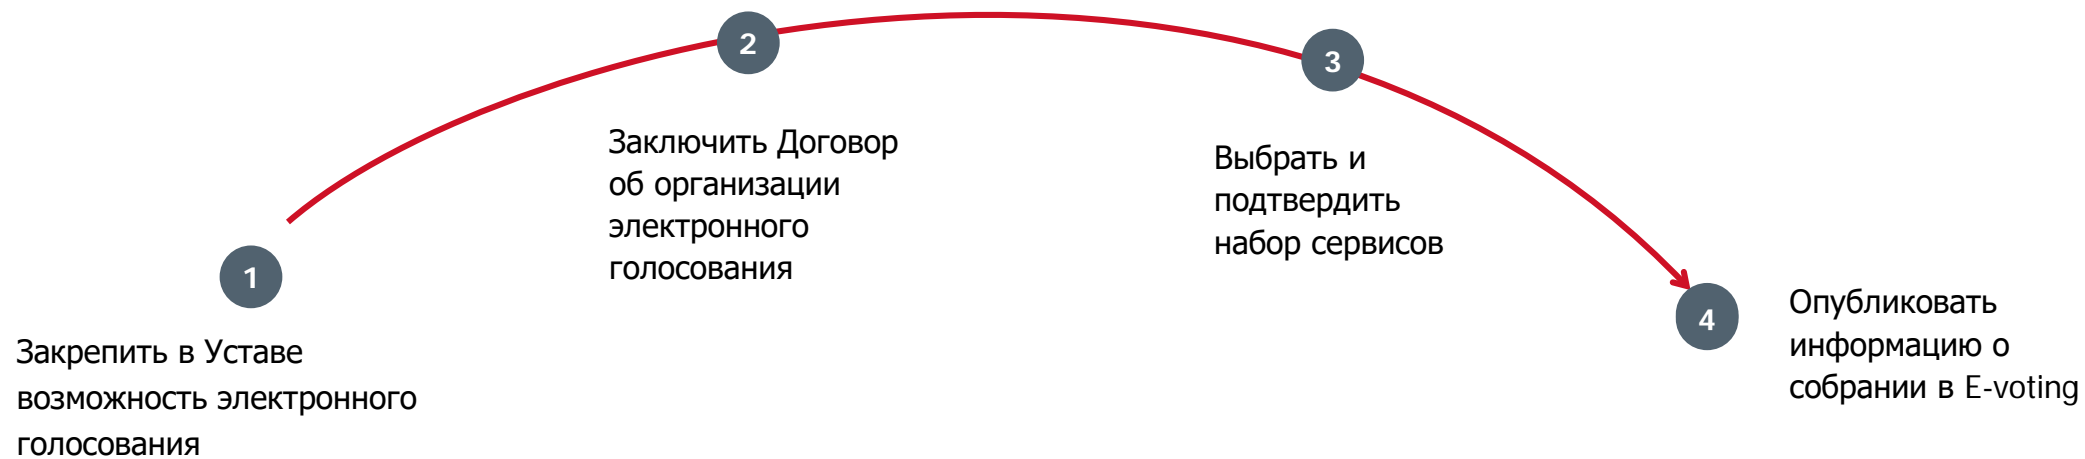 1
Закрепить в Уставе
возможность электронного
голосования
2
Заключить Договор
об организации
электронного
голосования
3
Выбрать и
подтвердить
набор сервисов
4
Опубликовать
информацию о
собрании в E-voting